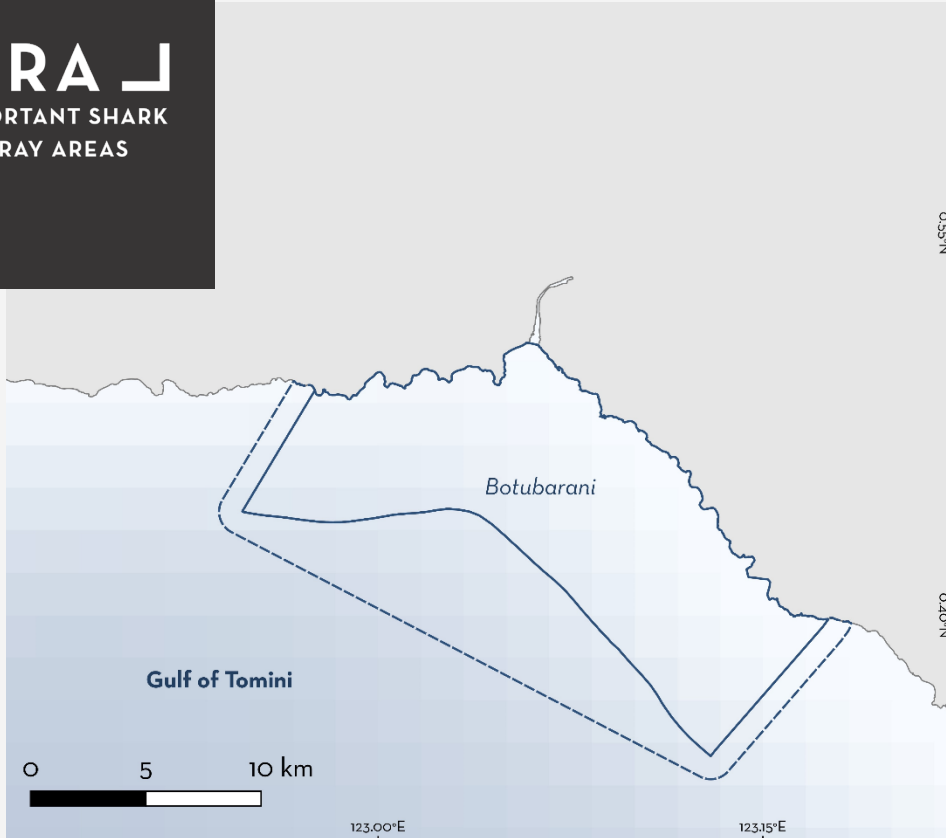 RA
ORTANT SHARK
RAY AREAS
0.55°N
Botubarani
0.40°N
Gulf of Tomini
0 5 10 km
123.00°E 123.15°E